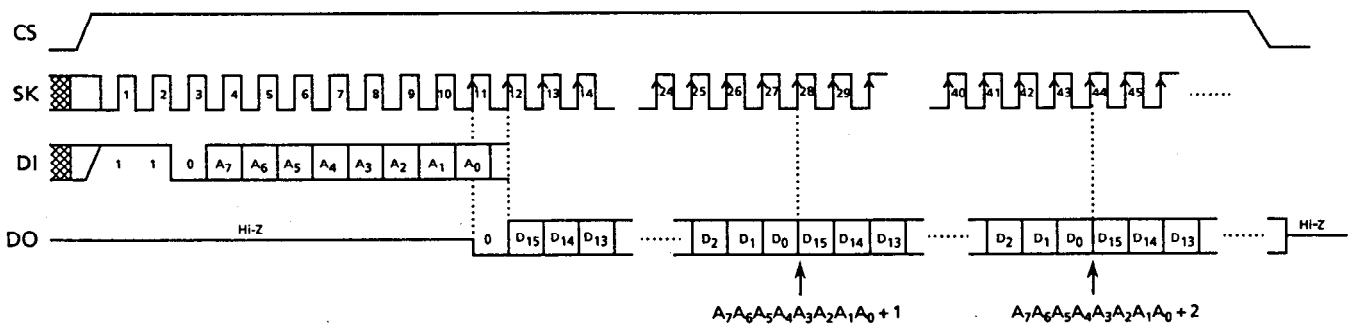 CS
SK 1 2 3 4 5 6 7 8 9 10 11 12 13 14 24 25 26 27 28 29 40 41 42 43 44 45 ........
DI 1 1 0 A7 A6 A5 A4 A3 A2 A1 A0
DO Hi-Z 0 D15 D14 D13 ........ D2 D1 D0 D15 D14 D13 ........ D2 D1 D0 D15 D14 D13 ........ Hi-Z
A7A6A5A4A3A2A1A0 + 1 A7A6A5A4A3A2A1A0 + 2